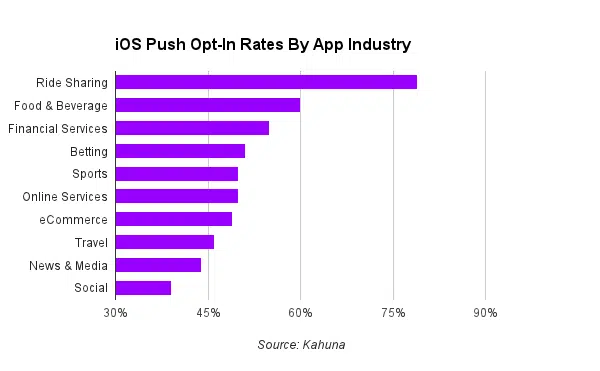 iOS Push Opt-In Rates By App Industry
Ride Sharing
Food & Beverage
Financial Services
Betting
Sports
Online Services
eCommerce
Travel
News & Media
Social
30% 45% 60% 75% 90%
Source: Kahuna